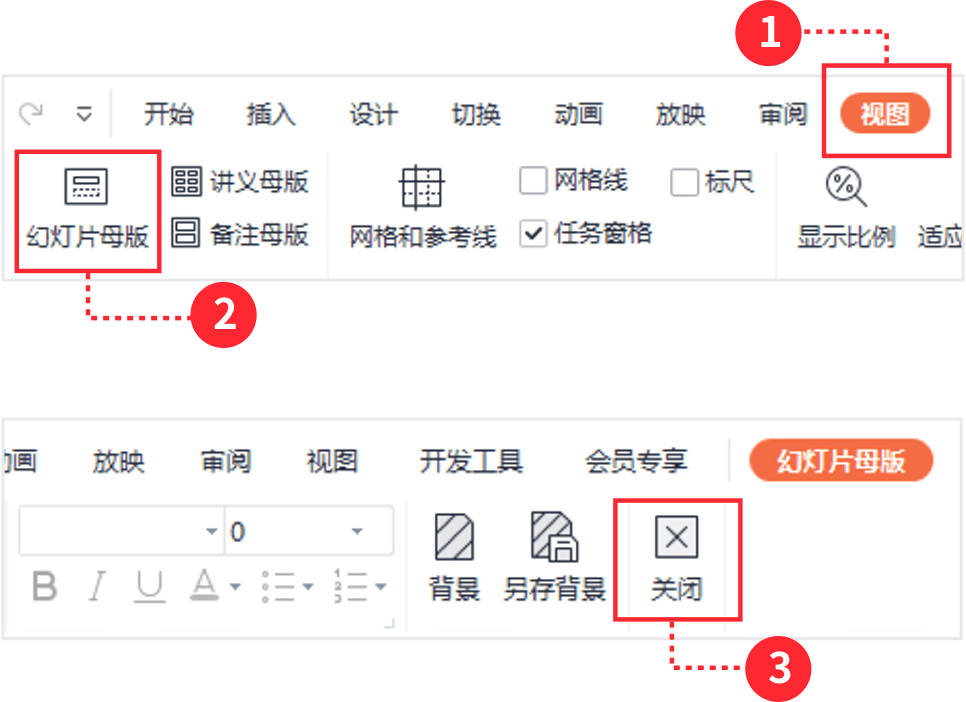 1
开始 插入 设计 切换 动画 放映 审阅 视图
幻灯片母版 讲义母版 备注母版 网格和参考线 网格线 标尺 任务窗格 显示比例 适应
2
动画 放映 审阅 视图 开发工具 会员专享 幻灯片母版
0
B I U A
背景 另存背景 关闭
3